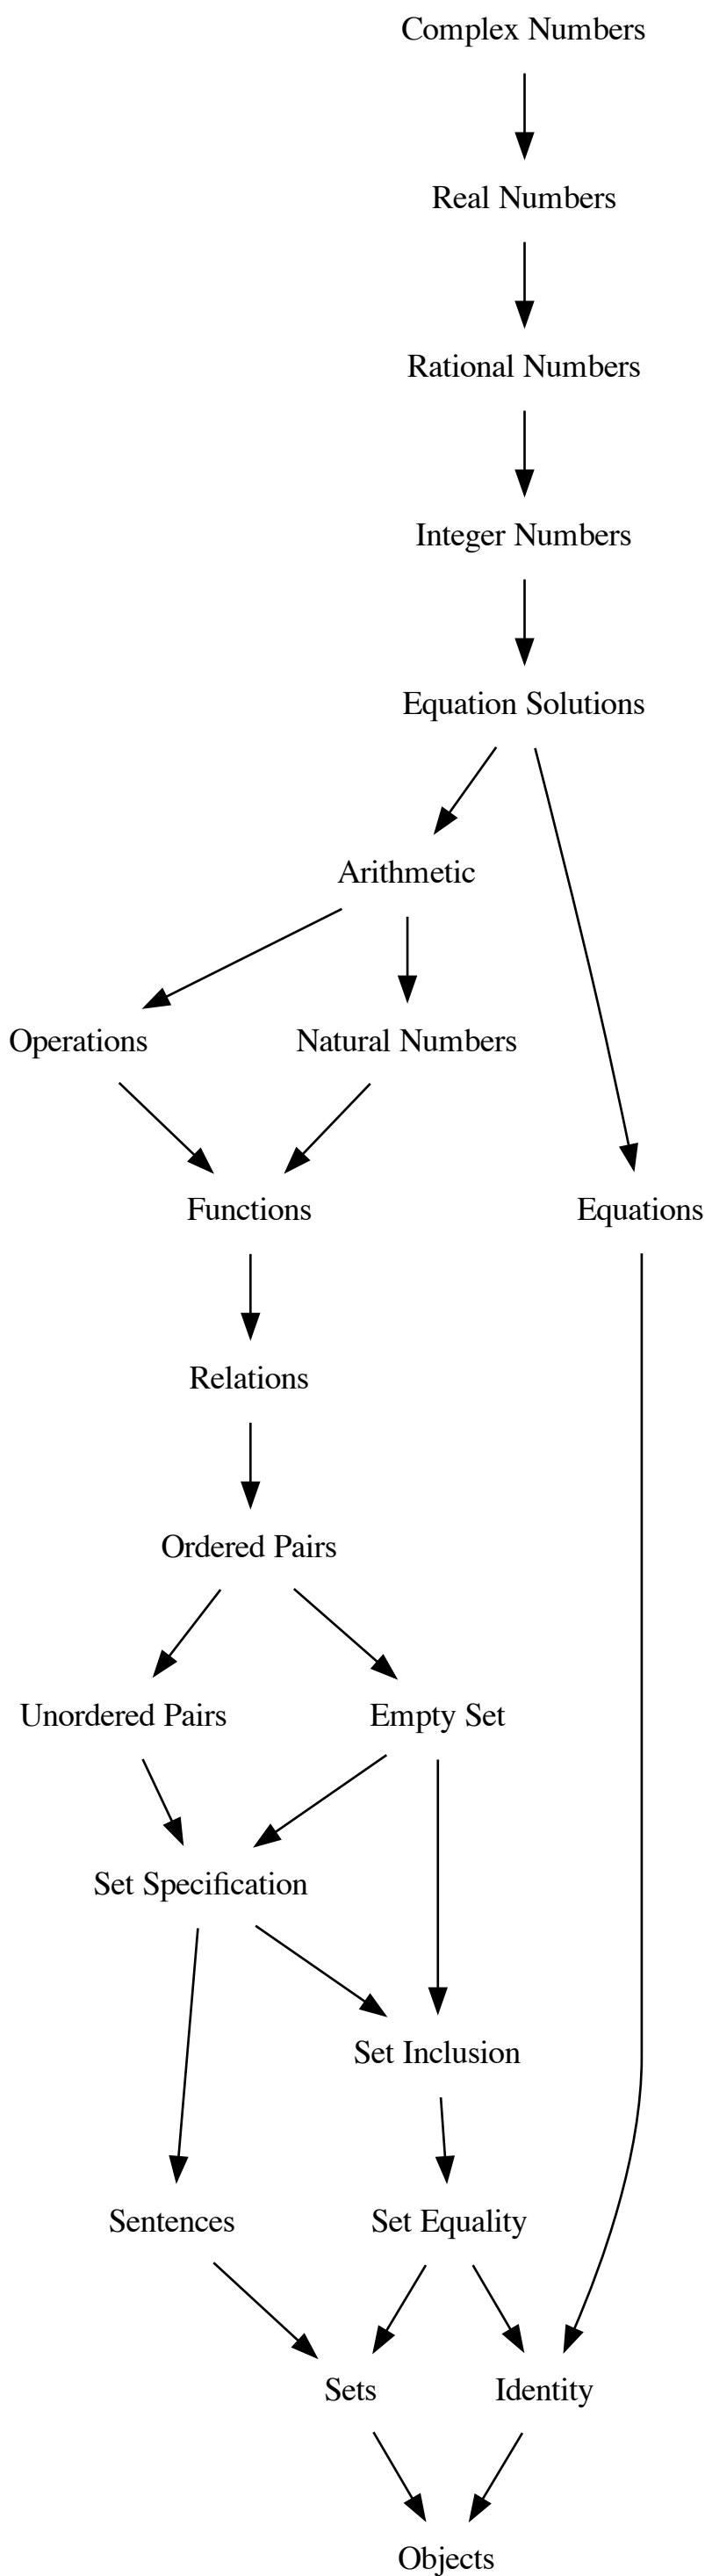 Complex Numbers
Real Numbers
Rational Numbers
Integer Numbers
Equation Solutions
Arithmetic
Operations
Natural Numbers
Functions
Equations
Relations
Ordered Pairs
Unordered Pairs
Empty Set
Set Specification
Set Inclusion
Sentences
Set Equality
Sets
Identity
Objects